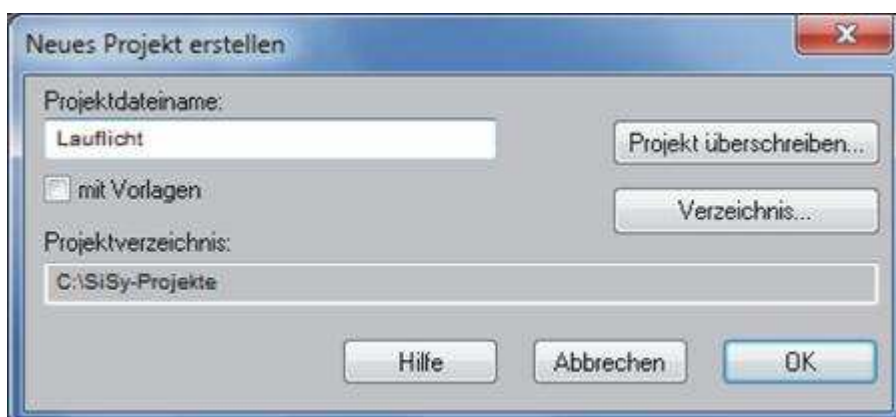 Neues Projekt erstellen
Projektdateiname:
Lauflicht
Projekt überschreiben...
mit Vorlagen
Verzeichnis...
Projektverzeichnis:
C:\SiSy-Projekte
Hilfe
Abbrechen
OK